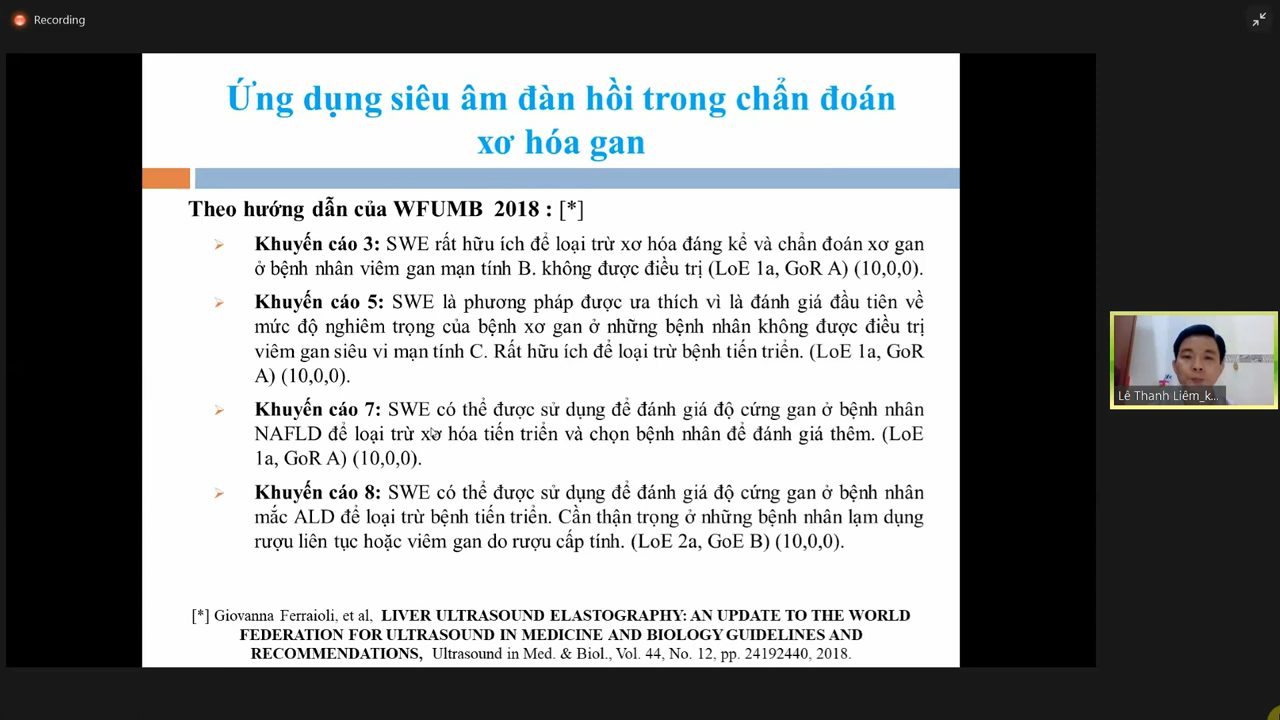 Recording
Ứng dụng siêu âm đàn hồi trong chẩn đoán
xơ hóa gan
Theo hướng dẫn của WFUMB 2018 : [*]
Khuyến cáo 3: SWE rất hữu ích để loại trừ xơ hóa đáng kể và chẩn đoán xơ gan
ở bệnh nhân viêm gan mạn tính B. không được điều trị (LoE 1a, GoR A) (10,0,0).
Khuyến cáo 5: SWE là phương pháp được ưa thích vì là đánh giá đầu tiên về
mức độ nghiêm trọng của bệnh xơ gan ở những bệnh nhân không được điều trị
viêm gan siêu vi mạn tính C. Rất hữu ích để loại trừ bệnh tiến triển. (LoE 1a, GoR
A) (10,0,0).
Khuyến cáo 7: SWE có thể được sử dụng để đánh giá độ cứng gan ở bệnh nhân
NAFLD để loại trừ xơ hóa tiến triển và chọn bệnh nhân để đánh giá thêm. (LoE
1a, GoR A) (10,0,0).
Khuyến cáo 8: SWE có thể được sử dụng để đánh giá độ cứng gan ở bệnh nhân
mắc ALD để loại trừ bệnh tiến triển. Cần thận trọng ở những bệnh nhân lạm dụng
rượu liên tục hoặc viêm gan do rượu cấp tính. (LoE 2a, GoE B) (10,0,0).
[*] Giovanna Ferraioli, et al, LIVER ULTRASOUND ELASTOGRAPHY: AN UPDATE TO THE WORLD
FEDERATION FOR ULTRASOUND IN MEDICINE AND BIOLOGY GUIDELINES AND
RECOMMENDATIONS, Ultrasound in Med. & Biol., Vol. 44, No. 12, pp. 24192440, 2018.
Lê Thanh Liêm_k...